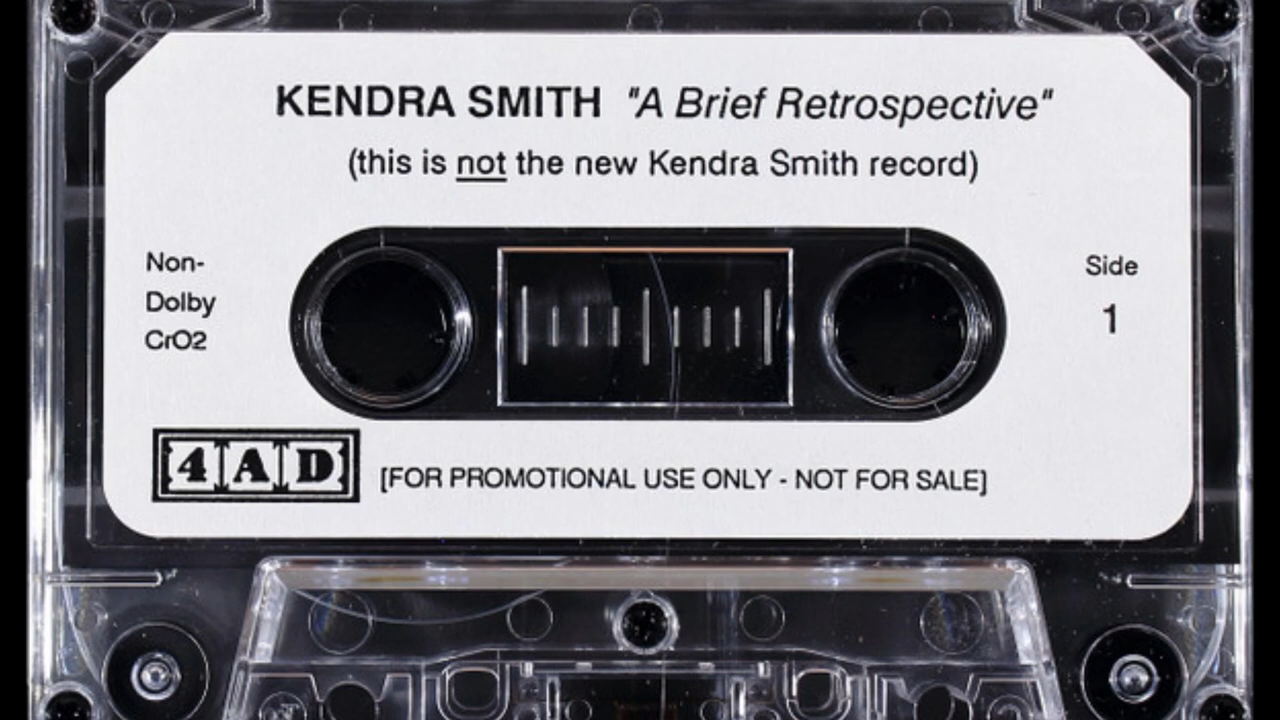 KENDRA SMITH "A Brief Retrospective"
(this is not the new Kendra Smith record)
Non-
Dolby
CrO2
Side
1
4AD
[FOR PROMOTIONAL USE ONLY - NOT FOR SALE]